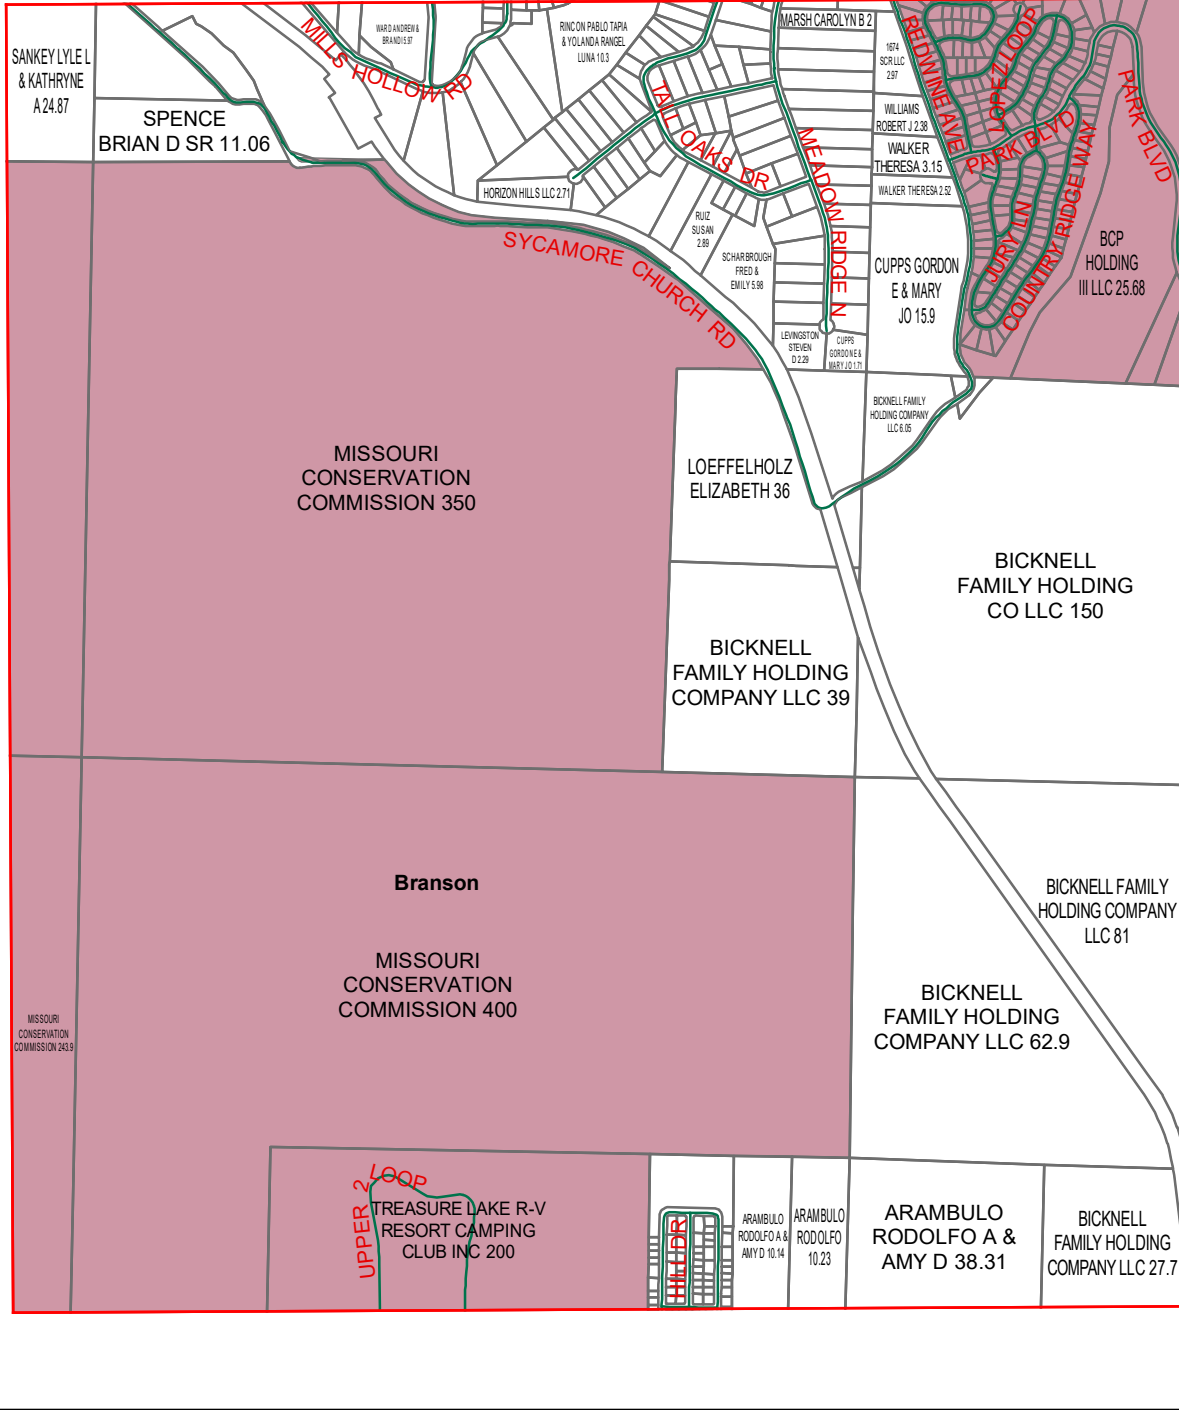 SANKEY LYLE L
& KATHRYNE
A 24.87
SPENCE
BRIAN D SR 11.06
MILLS HOLLOW RD
WARD ANDREW &
BRANDI 5.97
RINCON PABLO TAPIA
& YOLANDA RANGEL
LUNA 10.3
HORIZON HILLS LLC 2.71
TALL OAKS DR
MARSH CAROLYN B 2
MEADOW RIDGE N
1674
SCR LLC
2.97
WILLIAMS
ROBERT J 2.38
WALKER
THERESA 3.15
WALKER THERESA 2.52
REDWINE AVE
LOPEZ LOOP
PARK BLVD
PARK BLVD
JURY LN
COUNTRY RIDGE WAY
BCP
HOLDING
III LLC 25.68
RUIZ
SUSAN
2.89
SCHARBROUGH
FRED &
EMILY 5.98
CUPPS GORDON
E & MARY
JO 15.9
LEVINGSTON
STEVEN
D 2.29
CUPPS
GORDON E &
MARY JO 1.71
SYCAMORE CHURCH RD
BICKNELL FAMILY
HOLDING COMPANY
LLC 6.05
MISSOURI
CONSERVATION
COMMISSION 350
LOEFFELHOLZ
ELIZABETH 36
BICKNELL
FAMILY HOLDING
CO LLC 150
BICKNELL
FAMILY HOLDING
COMPANY LLC 39
Branson
MISSOURI
CONSERVATION
COMMISSION 400
BICKNELL FAMILY
HOLDING COMPANY
LLC 81
BICKNELL
FAMILY HOLDING
COMPANY LLC 62.9
MISSOURI
CONSERVATION
COMMISSION 243.9
UPPER 2 LOOP
TREASURE LAKE R-V
RESORT CAMPING
CLUB INC 200
HILL DR
ARAMBULO
RODOLFO A &
AMY D 10.14
ARAMBULO
RODOLFO
10.23
ARAMBULO
RODOLFO A &
AMY D 38.31
BICKNELL
FAMILY HOLDING
COMPANY LLC 27.7